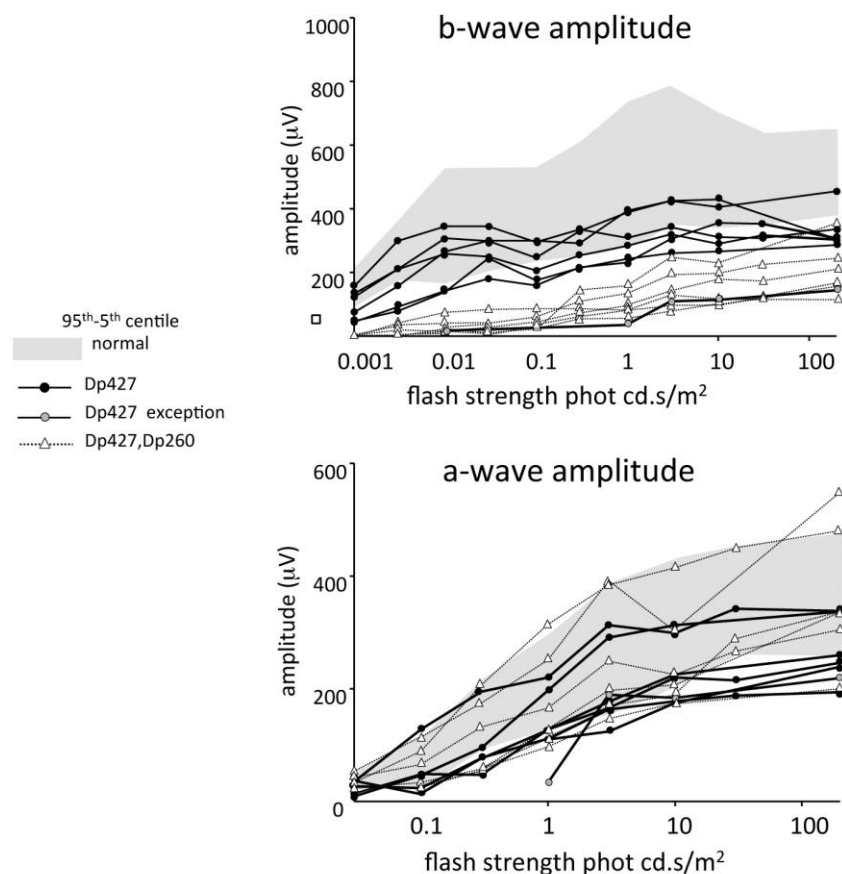 b-wave amplitude
1000
800
600
400
200
amplitude (μV)
0.001
0.01
0.1
1
10
100
flash strength phot cd.s/m²
95th-5th centile
normal
Dp427
Dp427 exception
Dp427,Dp260
a-wave amplitude
600
400
200
0
amplitude (μV)
0.1
1
10
100
flash strength phot cd.s/m²